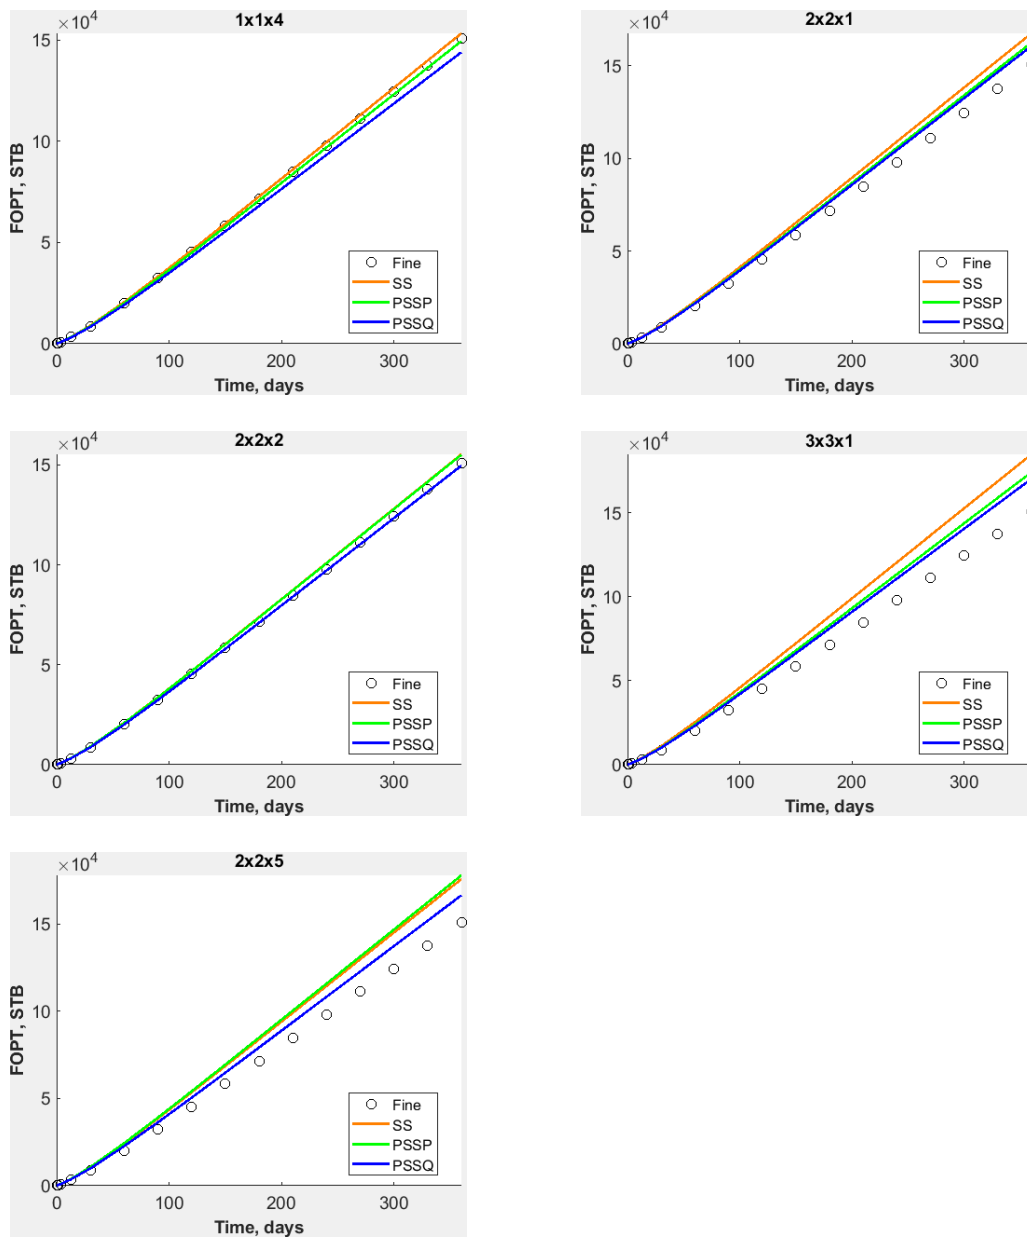 1x1x4
×10^4
15
10
5
0
FOPT, STB
0
100
200
300
Time, days
Fine
SS
PSSP
PSSQ
2x2x1
×10^4
15
10
5
0
FOPT, STB
0
100
200
300
Time, days
Fine
SS
PSSP
PSSQ
2x2x2
×10^4
15
10
5
0
FOPT, STB
0
100
200
300
Time, days
Fine
SS
PSSP
PSSQ
3x3x1
×10^4
15
10
5
0
FOPT, STB
0
100
200
300
Time, days
Fine
SS
PSSP
PSSQ
2x2x5
×10^4
15
10
5
0
FOPT, STB
0
100
200
300
Time, days
Fine
SS
PSSP
PSSQ